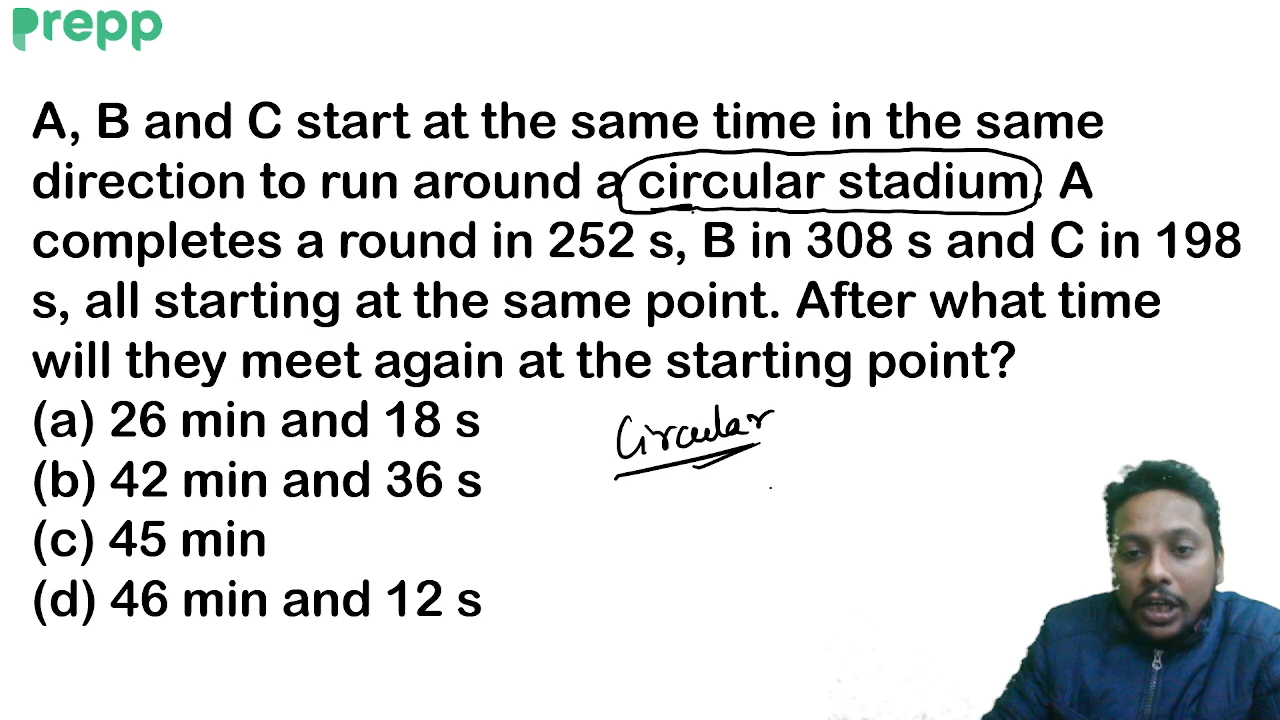 prepp
A, B and C start at the same time in the same
direction to run around a circular stadium. A
completes a round in 252 s, B in 308 s and C in 198
s, all starting at the same point. After what time
will they meet again at the starting point?
(a) 26 min and 18 s
(b) 42 min and 36 s
Circular
(c) 45 min
(d) 46 min and 12 s